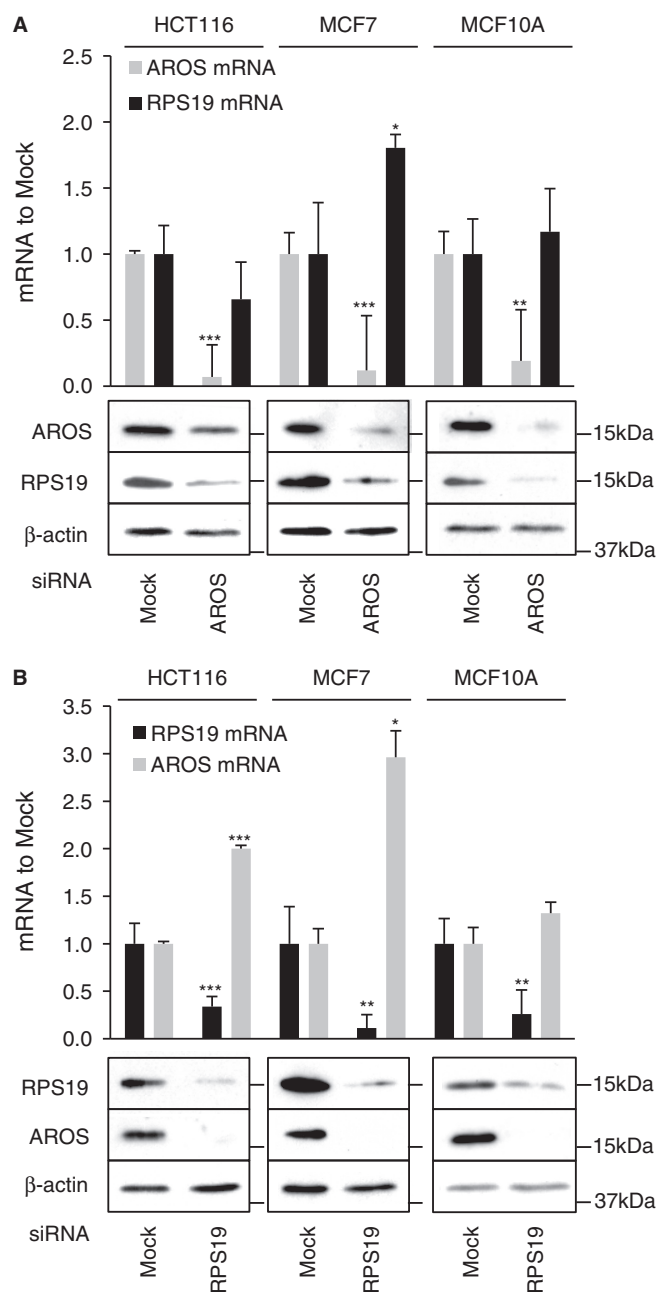 A
HCT116 MCF7 MCF10A
AROS mRNA
RPS19 mRNA
mRNA to Mock
2.5
2.0
1.5
1.0
0.5
0.0
***
***
*
**
AROS 15kDa
RPS19 15kDa
β-actin 37kDa
siRNA Mock AROS Mock AROS Mock AROS
B
HCT116 MCF7 MCF10A
RPS19 mRNA
AROS mRNA
mRNA to Mock
3.5
3.0
2.5
2.0
1.5
1.0
0.5
0.0
***
***
**
*
**
RPS19 15kDa
AROS 15kDa
β-actin 37kDa
siRNA Mock RPS19 Mock RPS19 Mock RPS19